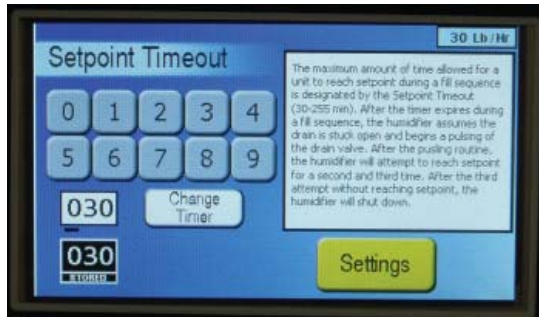 30 Lb/Hr
Setpoint Timeout
0 1 2 3 4
5 6 7 8 9
030
Change
Timer
030
STORED
The maximum amount of time allowed for a
unit to reach setpoint during a fill sequence
is designated by the Setpoint Timeout
(30-255 min). After the timer expires during
a fill sequence, the humidifier assumes the
drain is stuck open and begins a pulsing of
the drain valve. After the pusling routine,
the humidifier will attempt to reach setpoint
for a second and third time. After the third
attempt without reaching setpoint, the
humidifier will shut down.
Settings